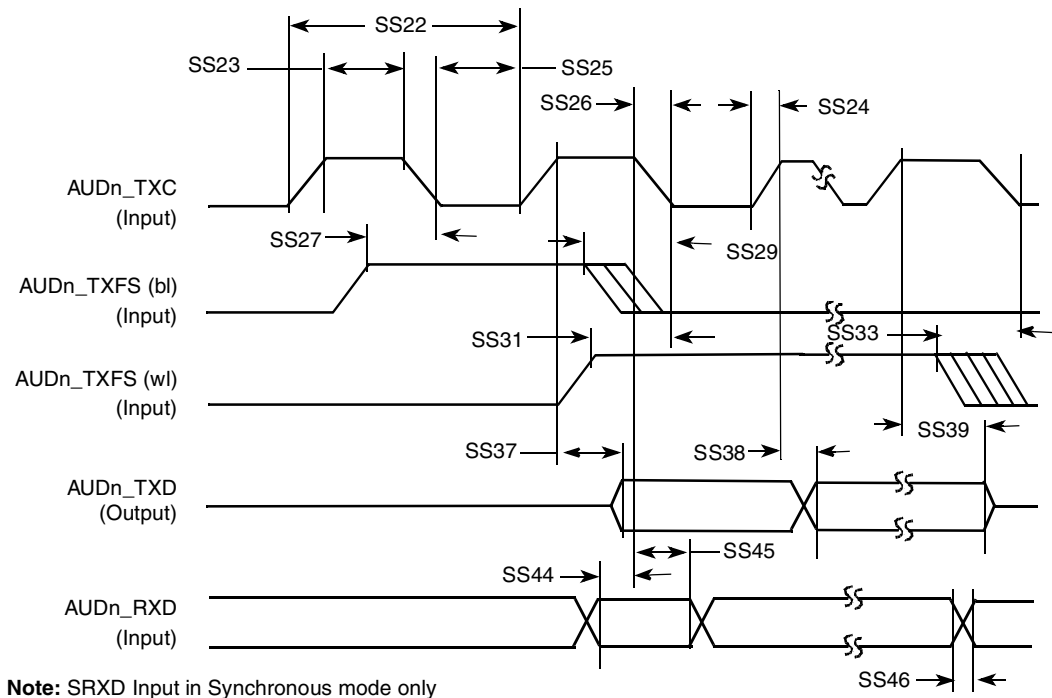 SS22
SS23
SS25
SS26
SS24
AUDn_TXC
(Input)
SS27
SS29
AUDn_TXFS (bl)
(Input)
SS31
SS33
AUDn_TXFS (wl)
(Input)
SS37
SS38
SS39
AUDn_TXD
(Output)
SS45
SS44
AUDn_RXD
(Input)
SS46
Note: SRXD Input in Synchronous mode only